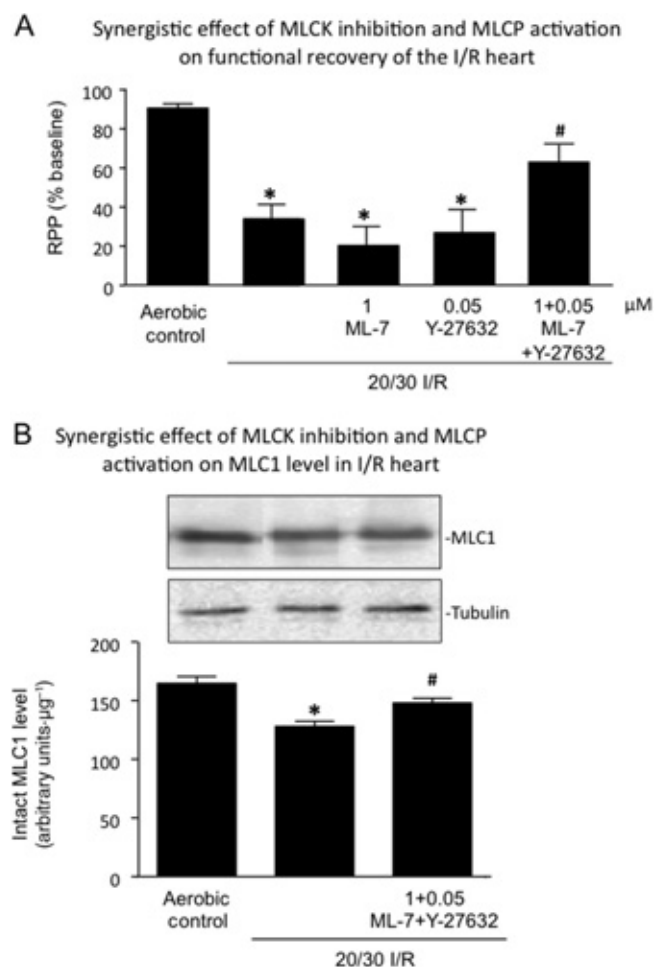 A
Synergistic effect of MLCK inhibition and MLCP activation
on functional recovery of the I/R heart
RPP (% baseline)
100
80
60
40
20
0
*
*
*
#
Aerobic
control
1
ML-7
0.05
Y-27632
1+0.05
ML-7
+Y-27632
µM
20/30 I/R
B
Synergistic effect of MLCK inhibition and MLCP
activation on MLC1 level in I/R heart
-MLC1
-Tubulin
Intact MLC1 level
(arbitrary units·µg⁻¹)
200
150
100
50
0
*
#
Aerobic
control
1+0.05
ML-7+Y-27632
20/30 I/R